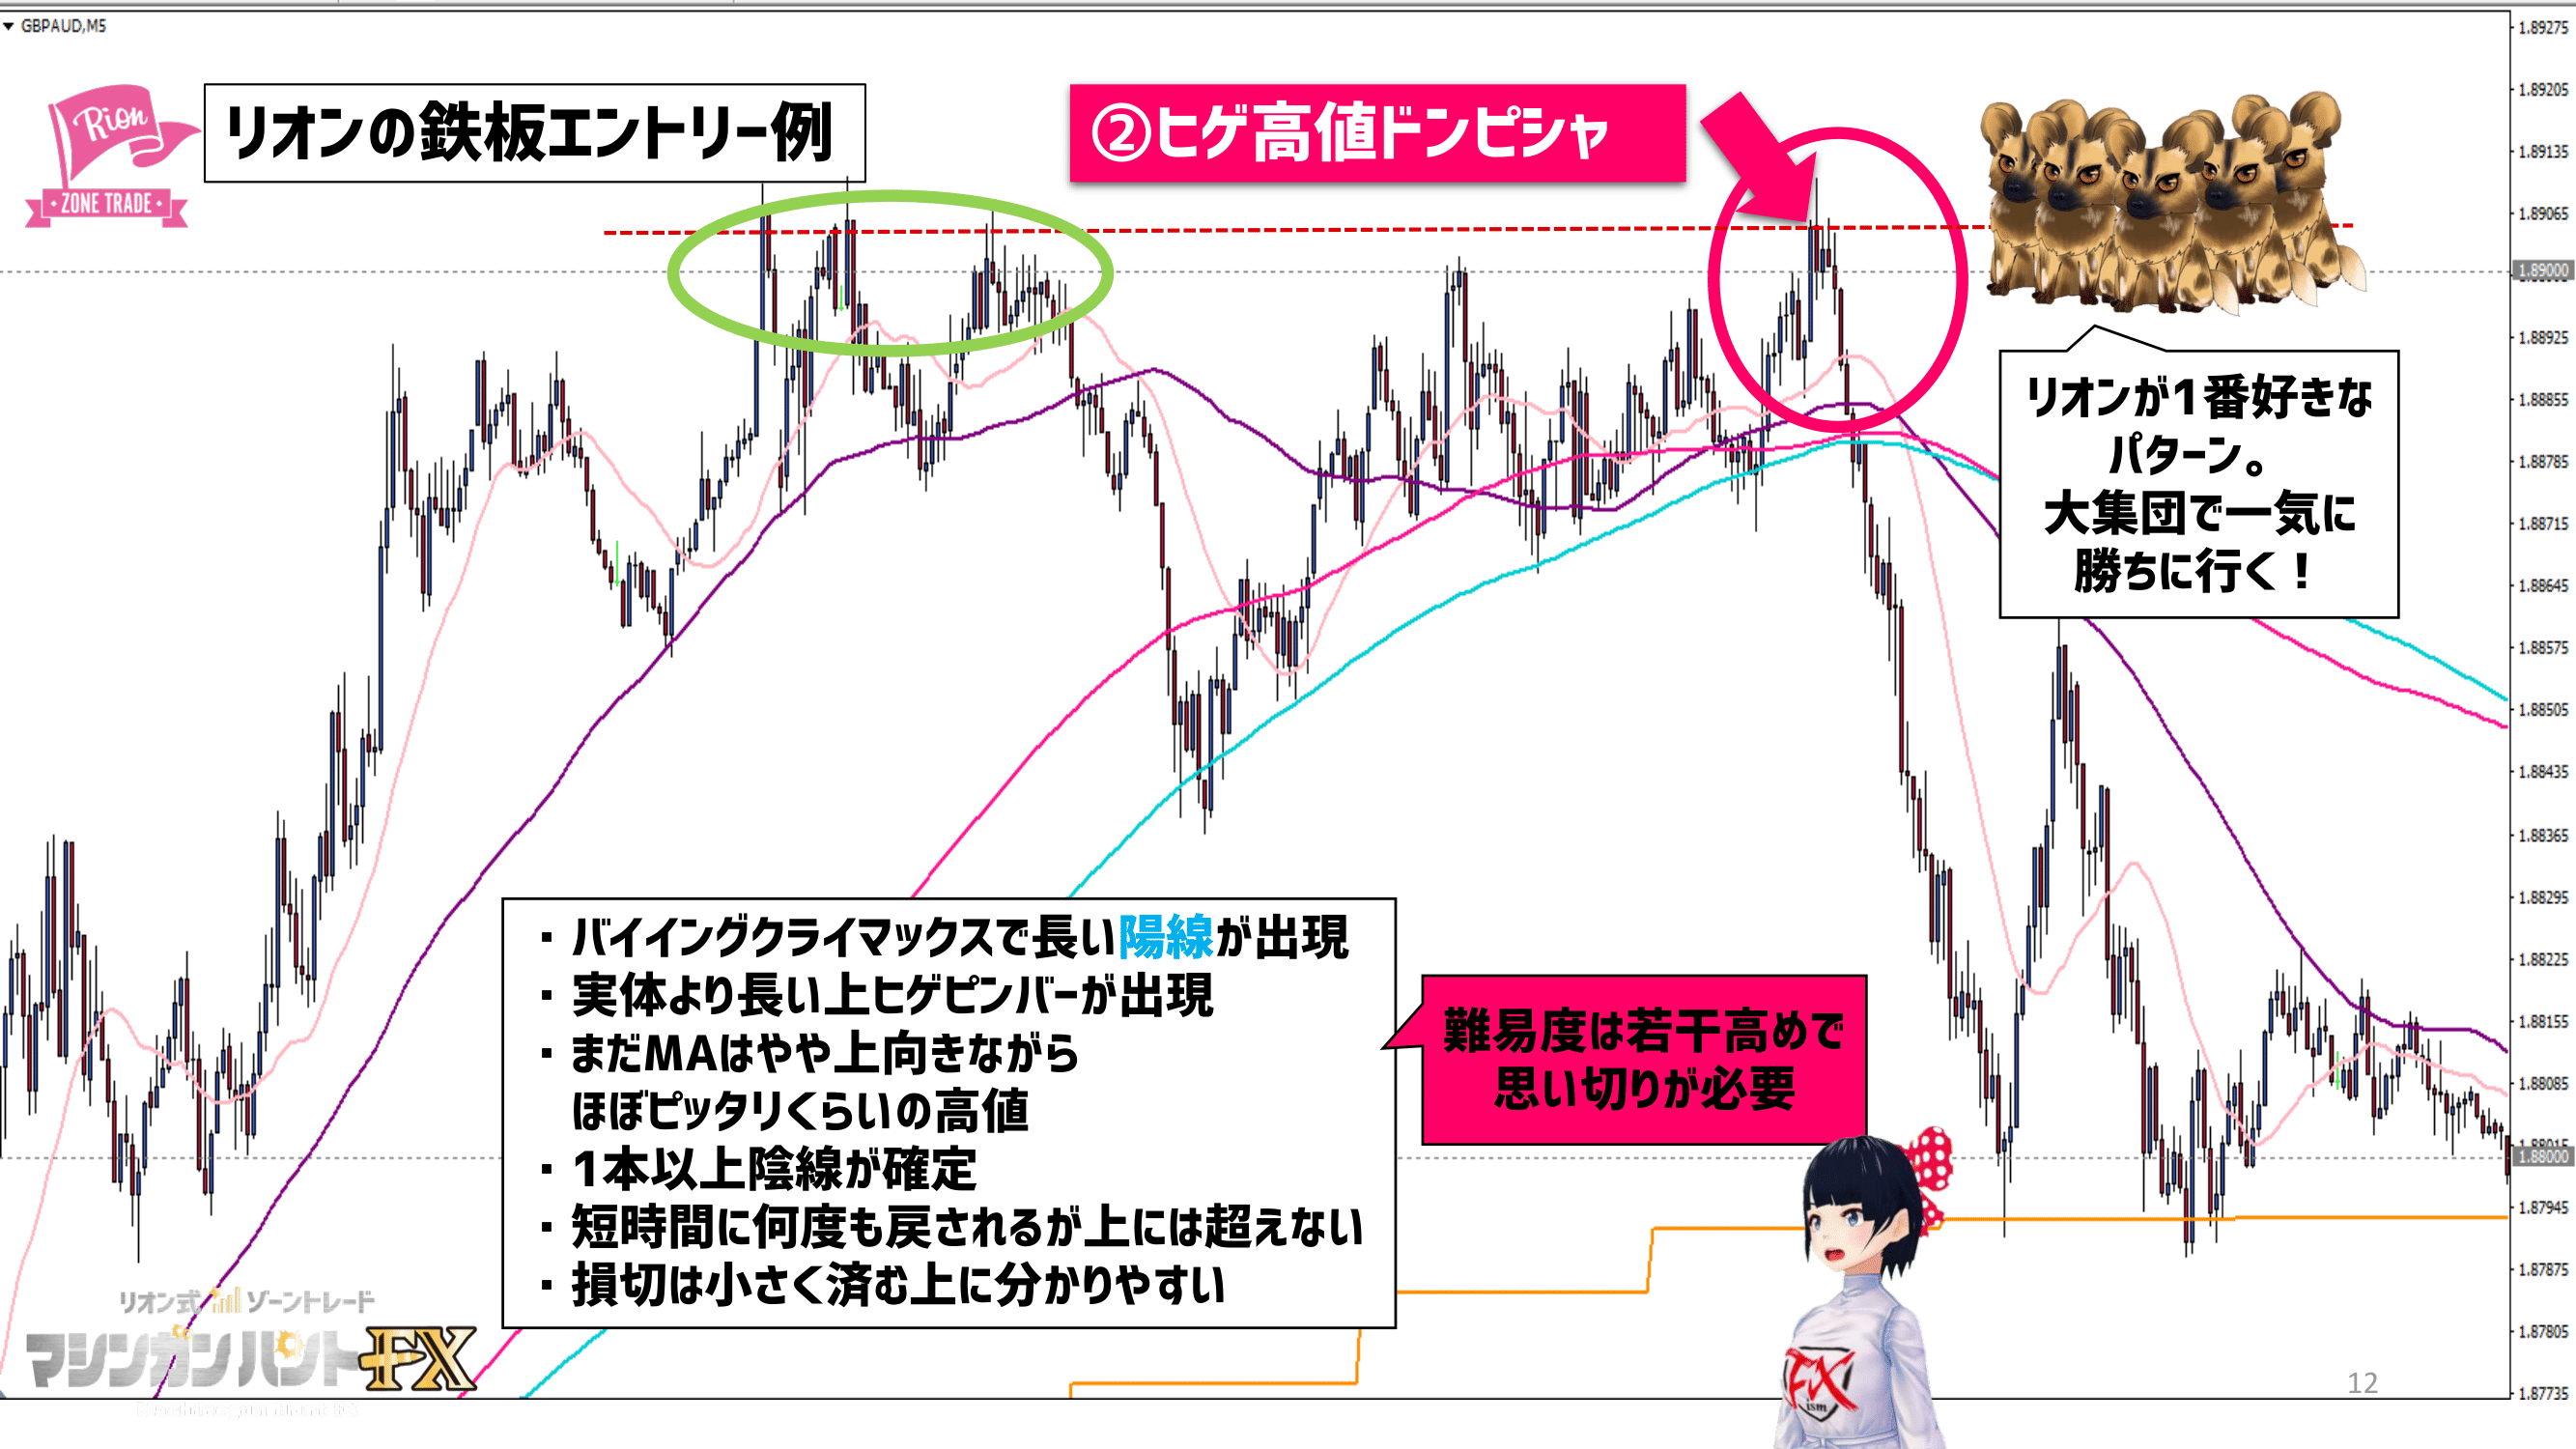 GBPAUD,M5
Rion
・ZONE TRADE・
リオンの鉄板エントリー例
②ヒゲ高値ドンピシャ
リオンが1番好きな
パターン。
大集団で一気に
勝ちに行く！
・バイイングクライマックスで長い陽線が出現
・実体より長い上ヒゲピンバーが出現
・まだMAはやや上向きながら
ほぼピッタリくらいの高値
・1本以上陰線が確定
・短時間に何度も戻されるが上には超えない
・損切は小さく済む上に分かりやすい
難易度は若干高めで
思い切りが必要
リオン式 ゾーントレード
マシンガンハントFX
FX
ism
12
1.89275
1.89205
1.89135
1.89065
1.89000
1.88925
1.88855
1.88785
1.88715
1.88645
1.88575
1.88505
1.88435
1.88365
1.88295
1.88225
1.88155
1.88085
1.88015
1.88000
1.87945
1.87875
1.87805
1.87735